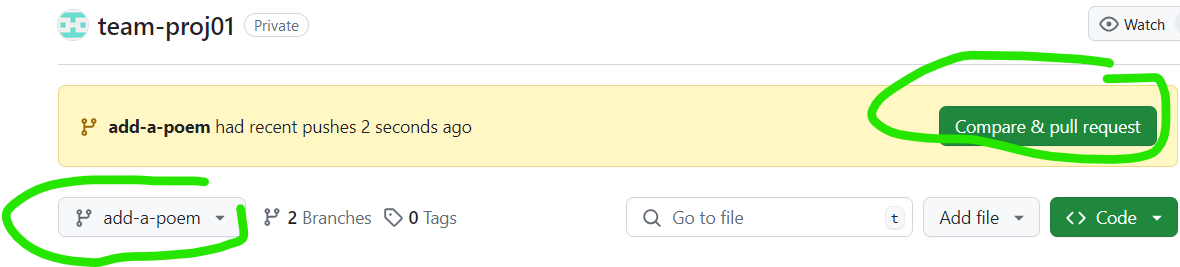 team-proj01 Private Watch
add-a-poem had recent pushes 2 seconds ago Compare & pull request
add-a-poem 2 Branches 0 Tags Go to file t Add file Code